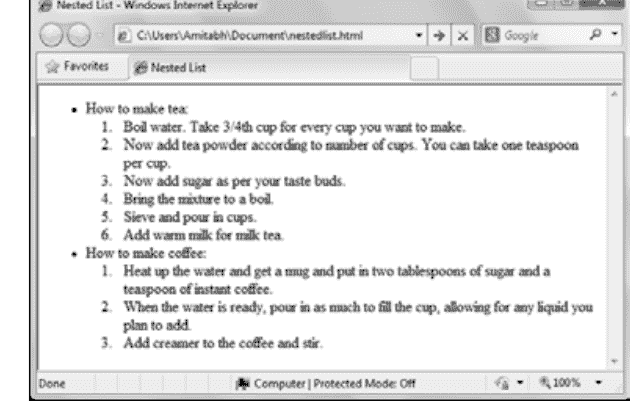 Nested List - Windows Internet Explorer
C:\Users\Amitabh\Document\nestedlist.html
Google
Favorites
Nested List
• How to make tea:
1. Boil water. Take 3/4th cup for every cup you want to make.
2. Now add tea powder according to number of cups. You can take one teaspoon
per cup.
3. Now add sugar as per your taste buds.
4. Bring the mixture to a boil.
5. Sieve and pour in cups.
6. Add warm milk for milk tea.
• How to make coffee:
1. Heat up the water and get a mug and put in two tablespoons of sugar and a
teaspoon of instant coffee.
2. When the water is ready, pour in as much to fill the cup, allowing for any liquid you
plan to add.
3. Add creamer to the coffee and stir.
Done
Computer | Protected Mode: Off
100%